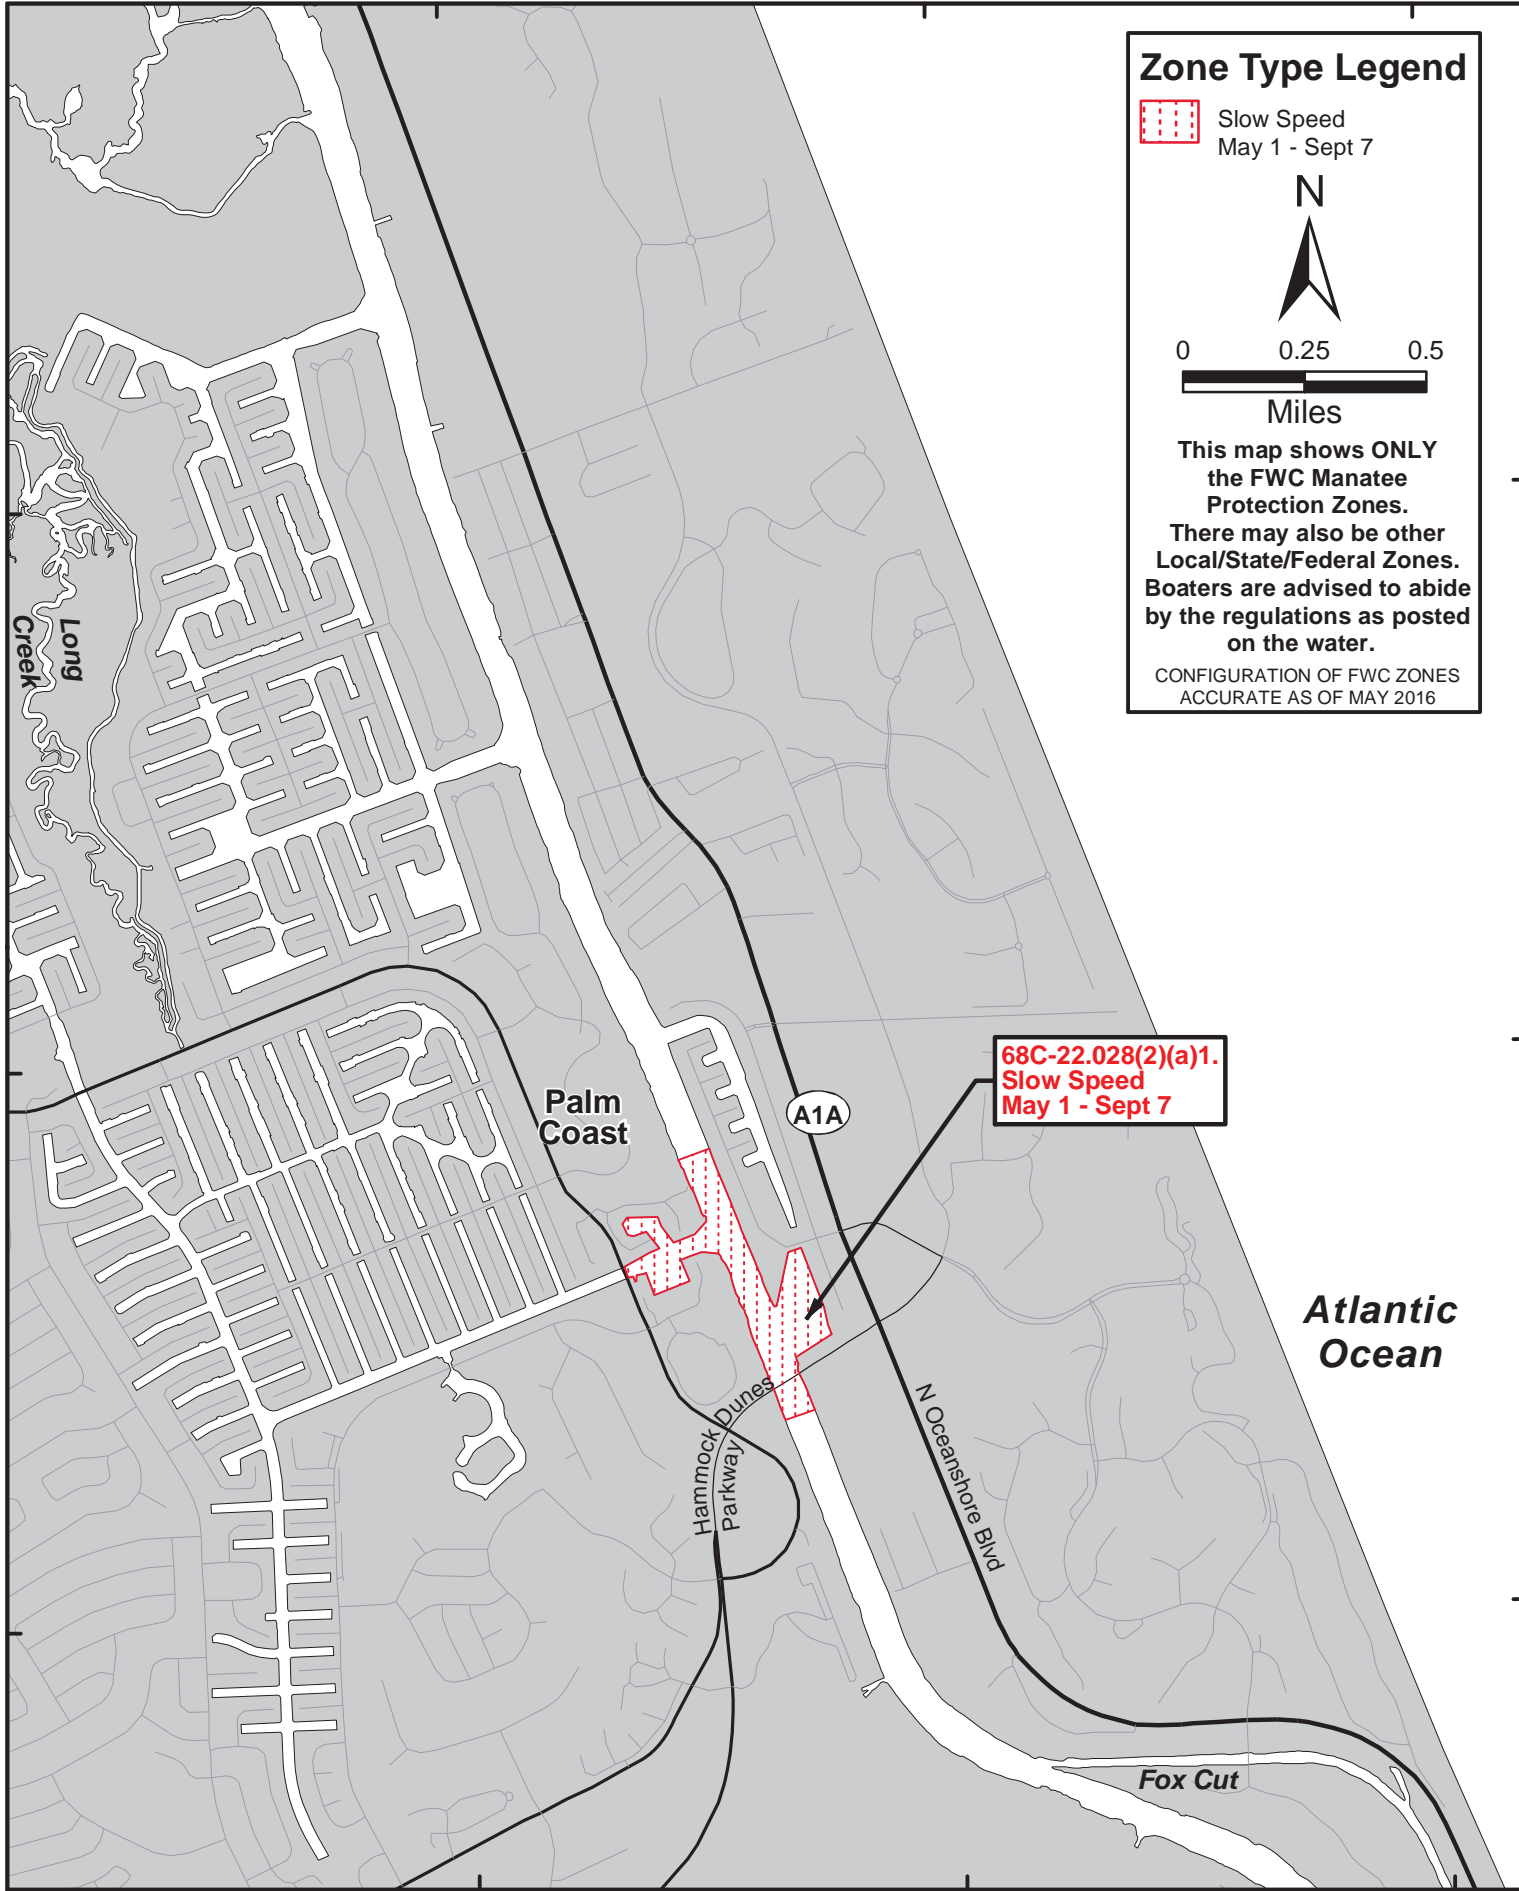 Zone Type Legend
Slow Speed
May 1 - Sept 7
N
0 0.25 0.5
Miles
This map shows ONLY
the FWC Manatee
Protection Zones.
There may also be other
Local/State/Federal Zones.
Boaters are advised to abide
by the regulations as posted
on the water.
CONFIGURATION OF FWC ZONES
ACCURATE AS OF MAY 2016
Long
Creek
Palm
Coast
A1A
68C-22.028(2)(a)1.
Slow Speed
May 1 - Sept 7
Atlantic
Ocean
Hammock Dunes
Parkway
N Oceanshore Blvd
Fox Cut